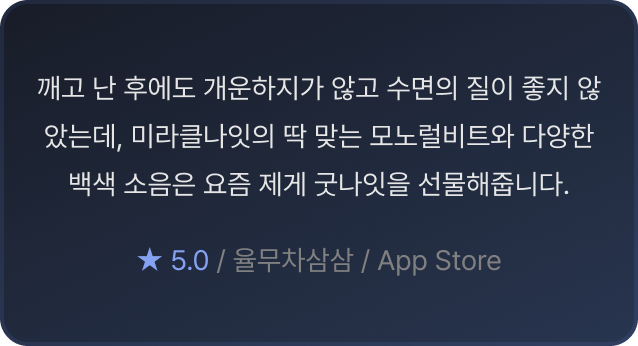 깨고 난 후에도 개운하지가 않고 수면의 질이 좋지 않
았는데, 미라클나잇의 딱 맞는 모노럴비트와 다양한
백색 소음은 요즘 제게 굿나잇을 선물해줍니다.
★ 5.0 / 율무차삼삼 / App Store